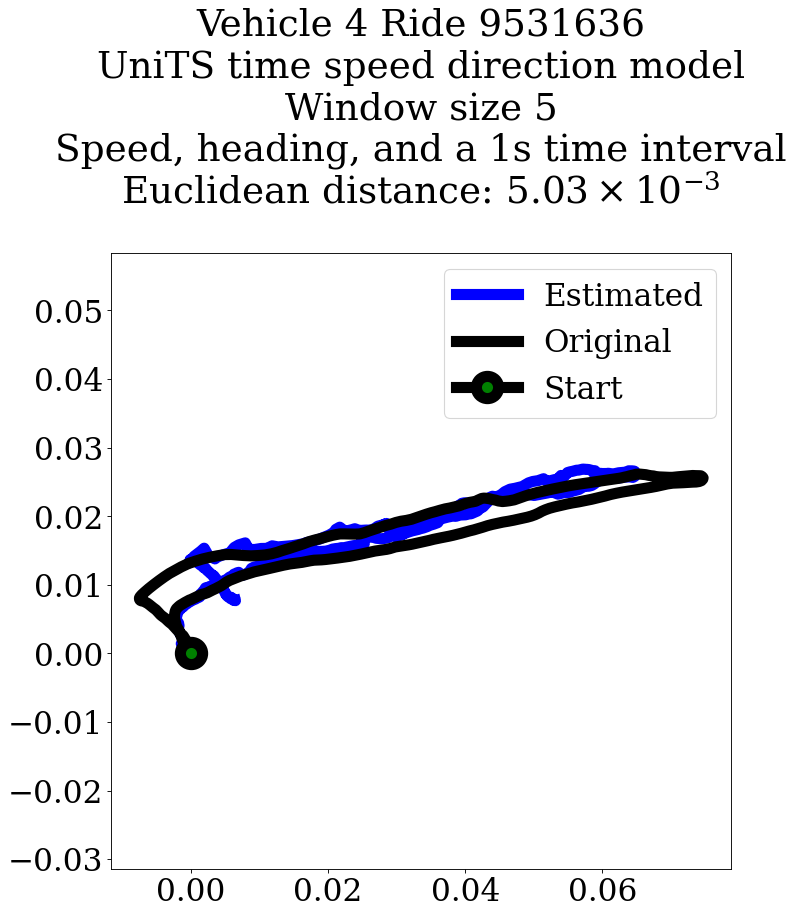 Vehicle 4 Ride 9531636
UniTS time speed direction model
Window size 5
Speed, heading, and a 1s time interval
Euclidean distance: 5.03 × 10⁻³
Estimated
Original
Start
0.05
0.04
0.03
0.02
0.01
0.00
−0.01
−0.02
−0.03
0.00 0.02 0.04 0.06